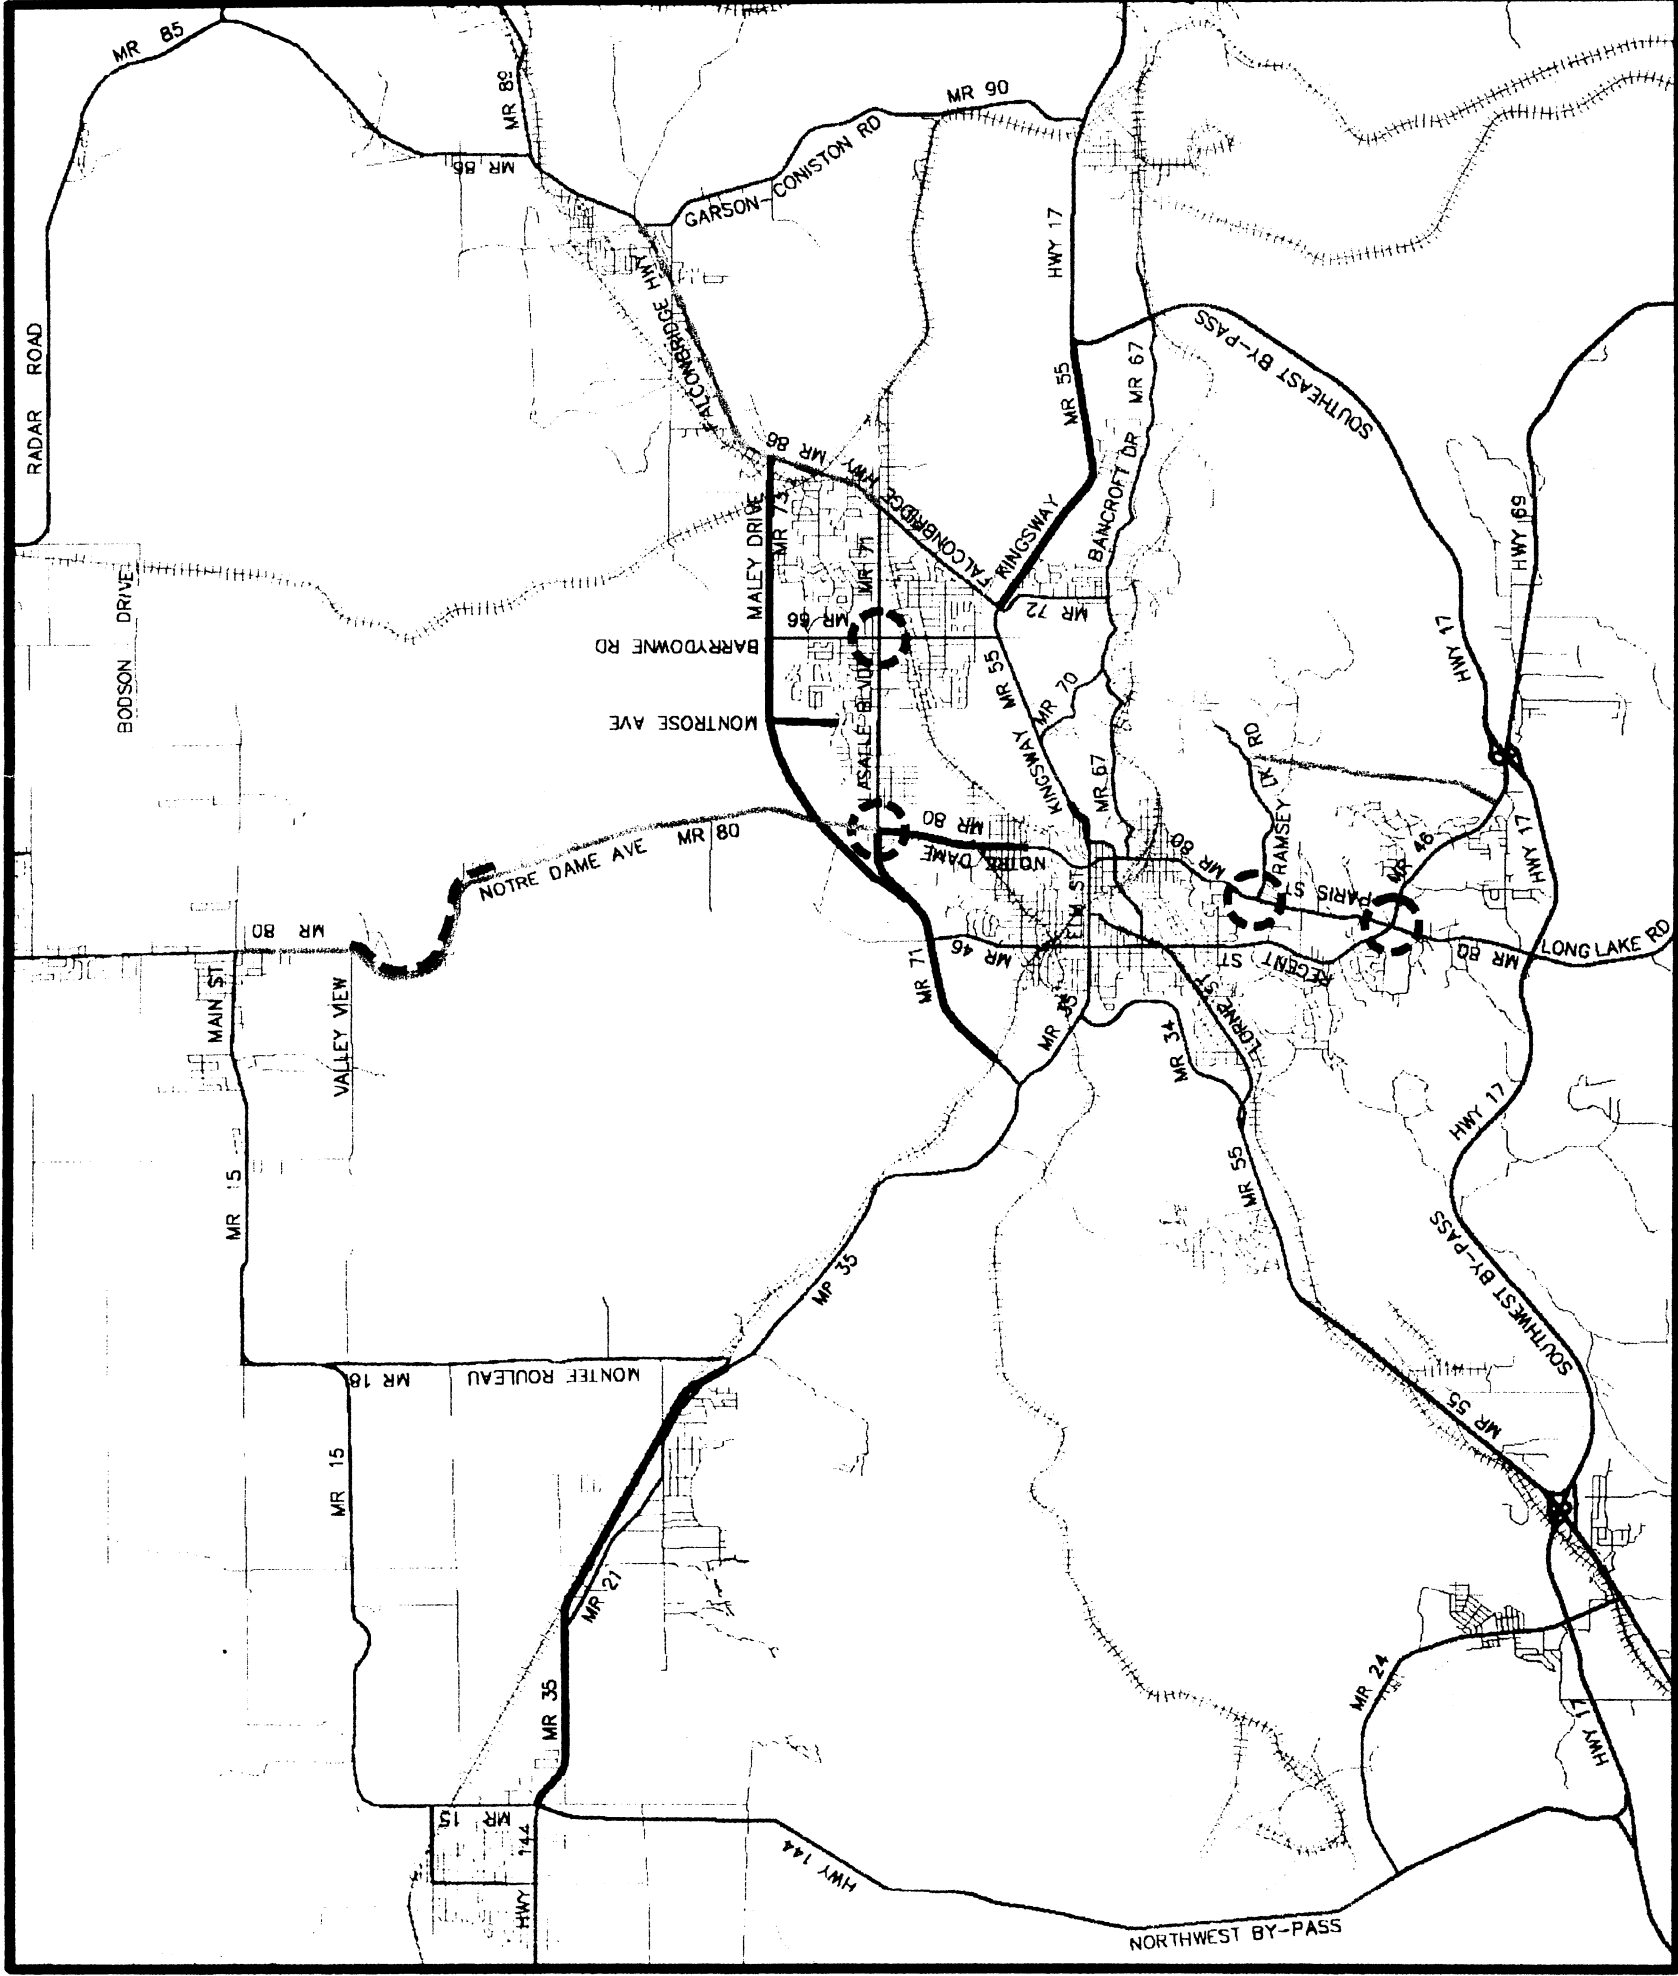 MR 85
MR 89
MR 90
MR 86
GARSON-CONISTON RD
RADAR ROAD
FALCONBRIDGE HWY
HWY 17
SOUTHEAST BY-PASS
MR 55
MR 67
MR 86
FALCONBRIDGE HWY
MALEY DRIVE
MR 73
MR 71
KINGSWAY
BANCROFT DR
HWY 69
BODSON DRIVE
MR 66
BARRYDOWNE RD
MR 72
MONTROSE AVE
LASALLE BLVD
MR 55
MR 70
KINGSWAY
MR 67
HWY 17
RAMSEY LK RD
MR 80
NOTRE DAME AVE
MR 80
NOTRE DAME
MR 80
MR 46
HWY 17
PARIS ST
MR 80
MAIN ST
VALLEY VIEW
MR 71
MR 46
ELM ST
REGENT ST
MR 80
LONG LAKE RD
MR 35
MR 34
LORNE ST
HWY 17
MR 15
MR 55
MR 35
SOUTHWEST BY-PASS
MR 18
MONTEE ROULEAU
MR 15
MR 55
MR 21
MR 35
MR 24
HWY 17
MR 15
HWY 144
HWY 144
NORTHWEST BY-PASS